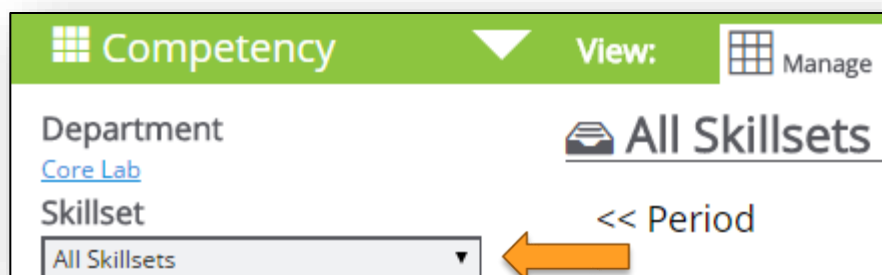 Competency
View:
Manage
Department
Core Lab
Skillset
All Skillsets
All Skillsets
<< Period